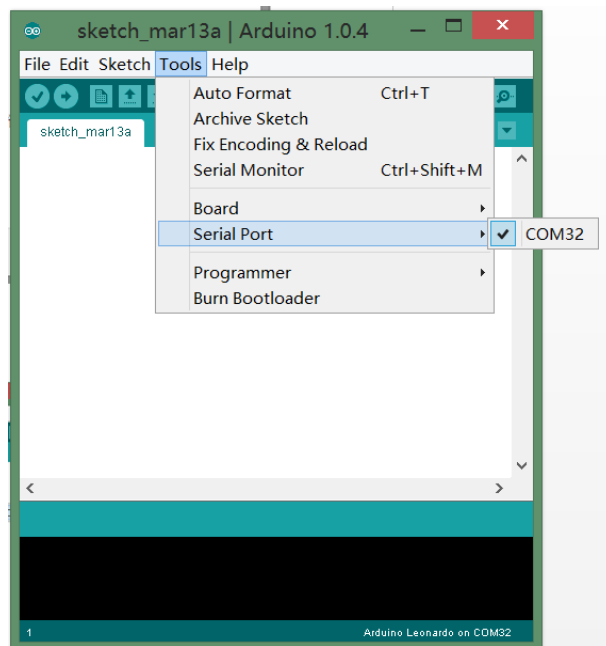 sketch_mar13a | Arduino 1.0.4
File Edit Sketch Tools Help
sketch_mar13a
Auto Format Ctrl+T
Archive Sketch
Fix Encoding & Reload
Serial Monitor Ctrl+Shift+M
Board
Serial Port
COM32
Programmer
Burn Bootloader
1 Arduino Leonardo on COM32